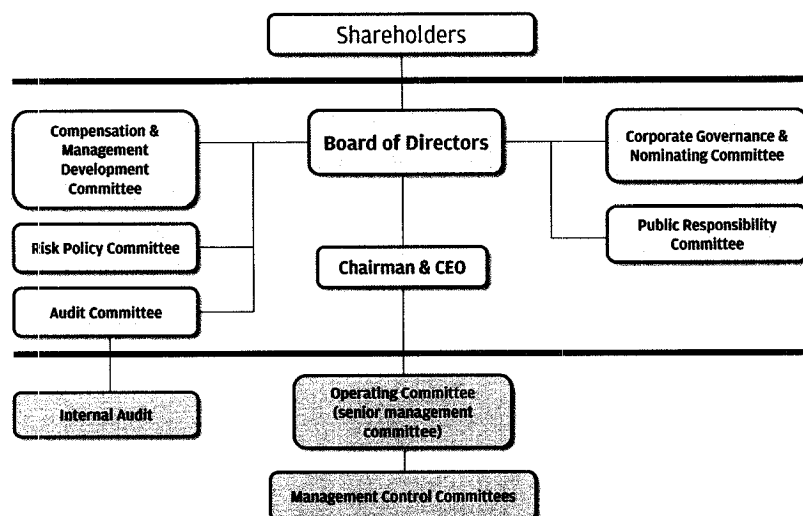 Shareholders
Compensation &
Management
Development
Committee
Board of Directors
Corporate Governance &
Nominating Committee
Risk Policy Committee
Public Responsibility
Committee
Chairman & CEO
Audit Committee
Internal Audit
Operating Committee
(senior management
committee)
Management Control Committees